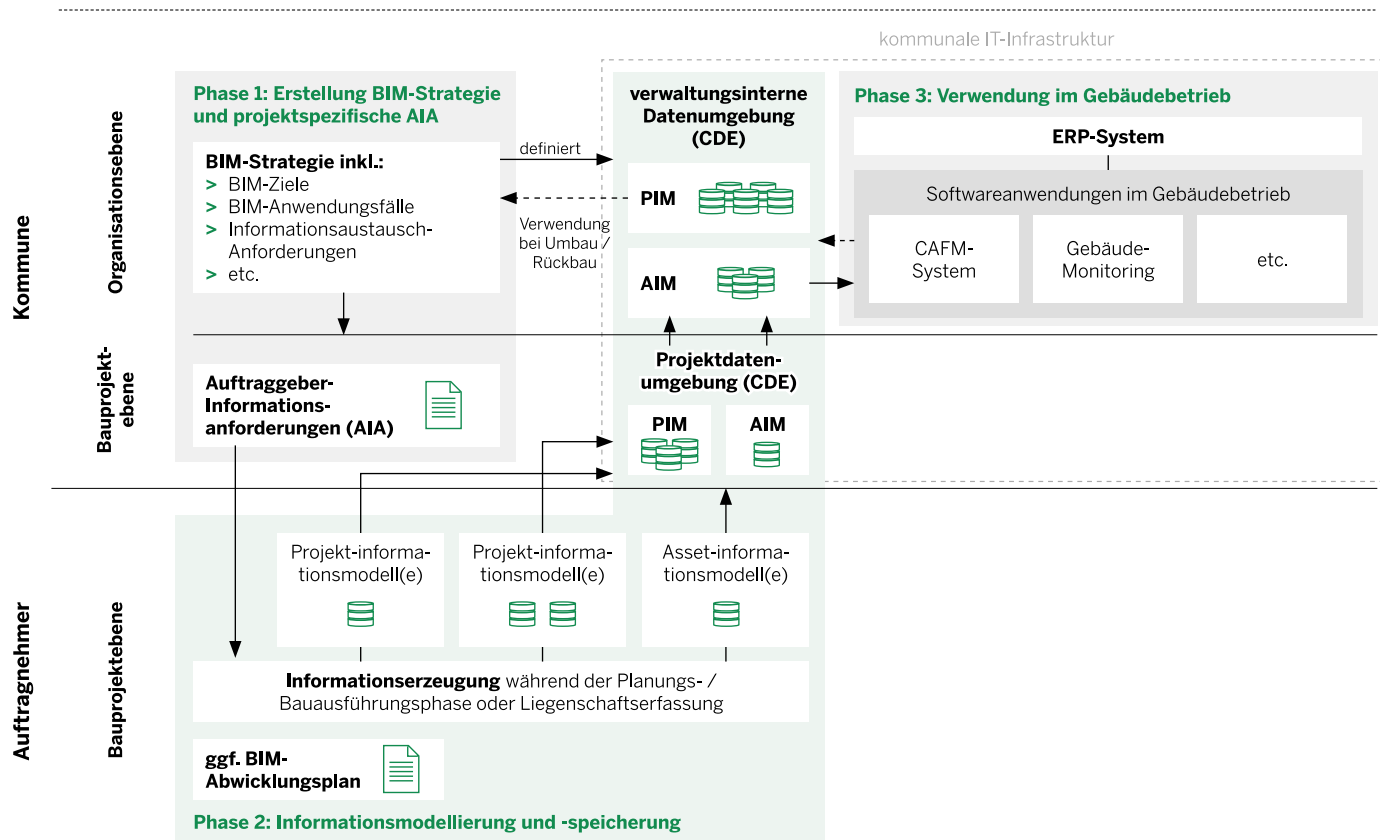 kommunale IT-Infrastruktur
Kommune
Organisationsebene
Phase 1: Erstellung BIM-Strategie
und projektspezifische AIA
BIM-Strategie inkl.:
> BIM-Ziele
> BIM-Anwendungsfälle
> Informationsaustausch-
Anforderungen
> etc.
definiert
Verwendung
bei Umbau /
Rückbau
verwaltungsinterne
Datenumgebung
(CDE)
PIM
AIM
Phase 3: Verwendung im Gebäudebetrieb
ERP-System
Softwareanwendungen im Gebäudebetrieb
CAFM-
System
Gebäude-
Monitoring
etc.
Bauprojekt-
ebene
Auftraggeber-
Informations-
anforderungen (AIA)
Projektdaten-
umgebung (CDE)
PIM
AIM
Auftragnehmer
Bauprojektebene
Projekt-informa-
tionsmodell(e)
Projekt-informa-
tionsmodell(e)
Asset-informa-
tionsmodell(e)
Informationserzeugung während der Planungs- /
Bauausführungsphase oder Liegenschaftserfassung
ggf. BIM-
Abwicklungsplan
Phase 2: Informationsmodellierung und -speicherung